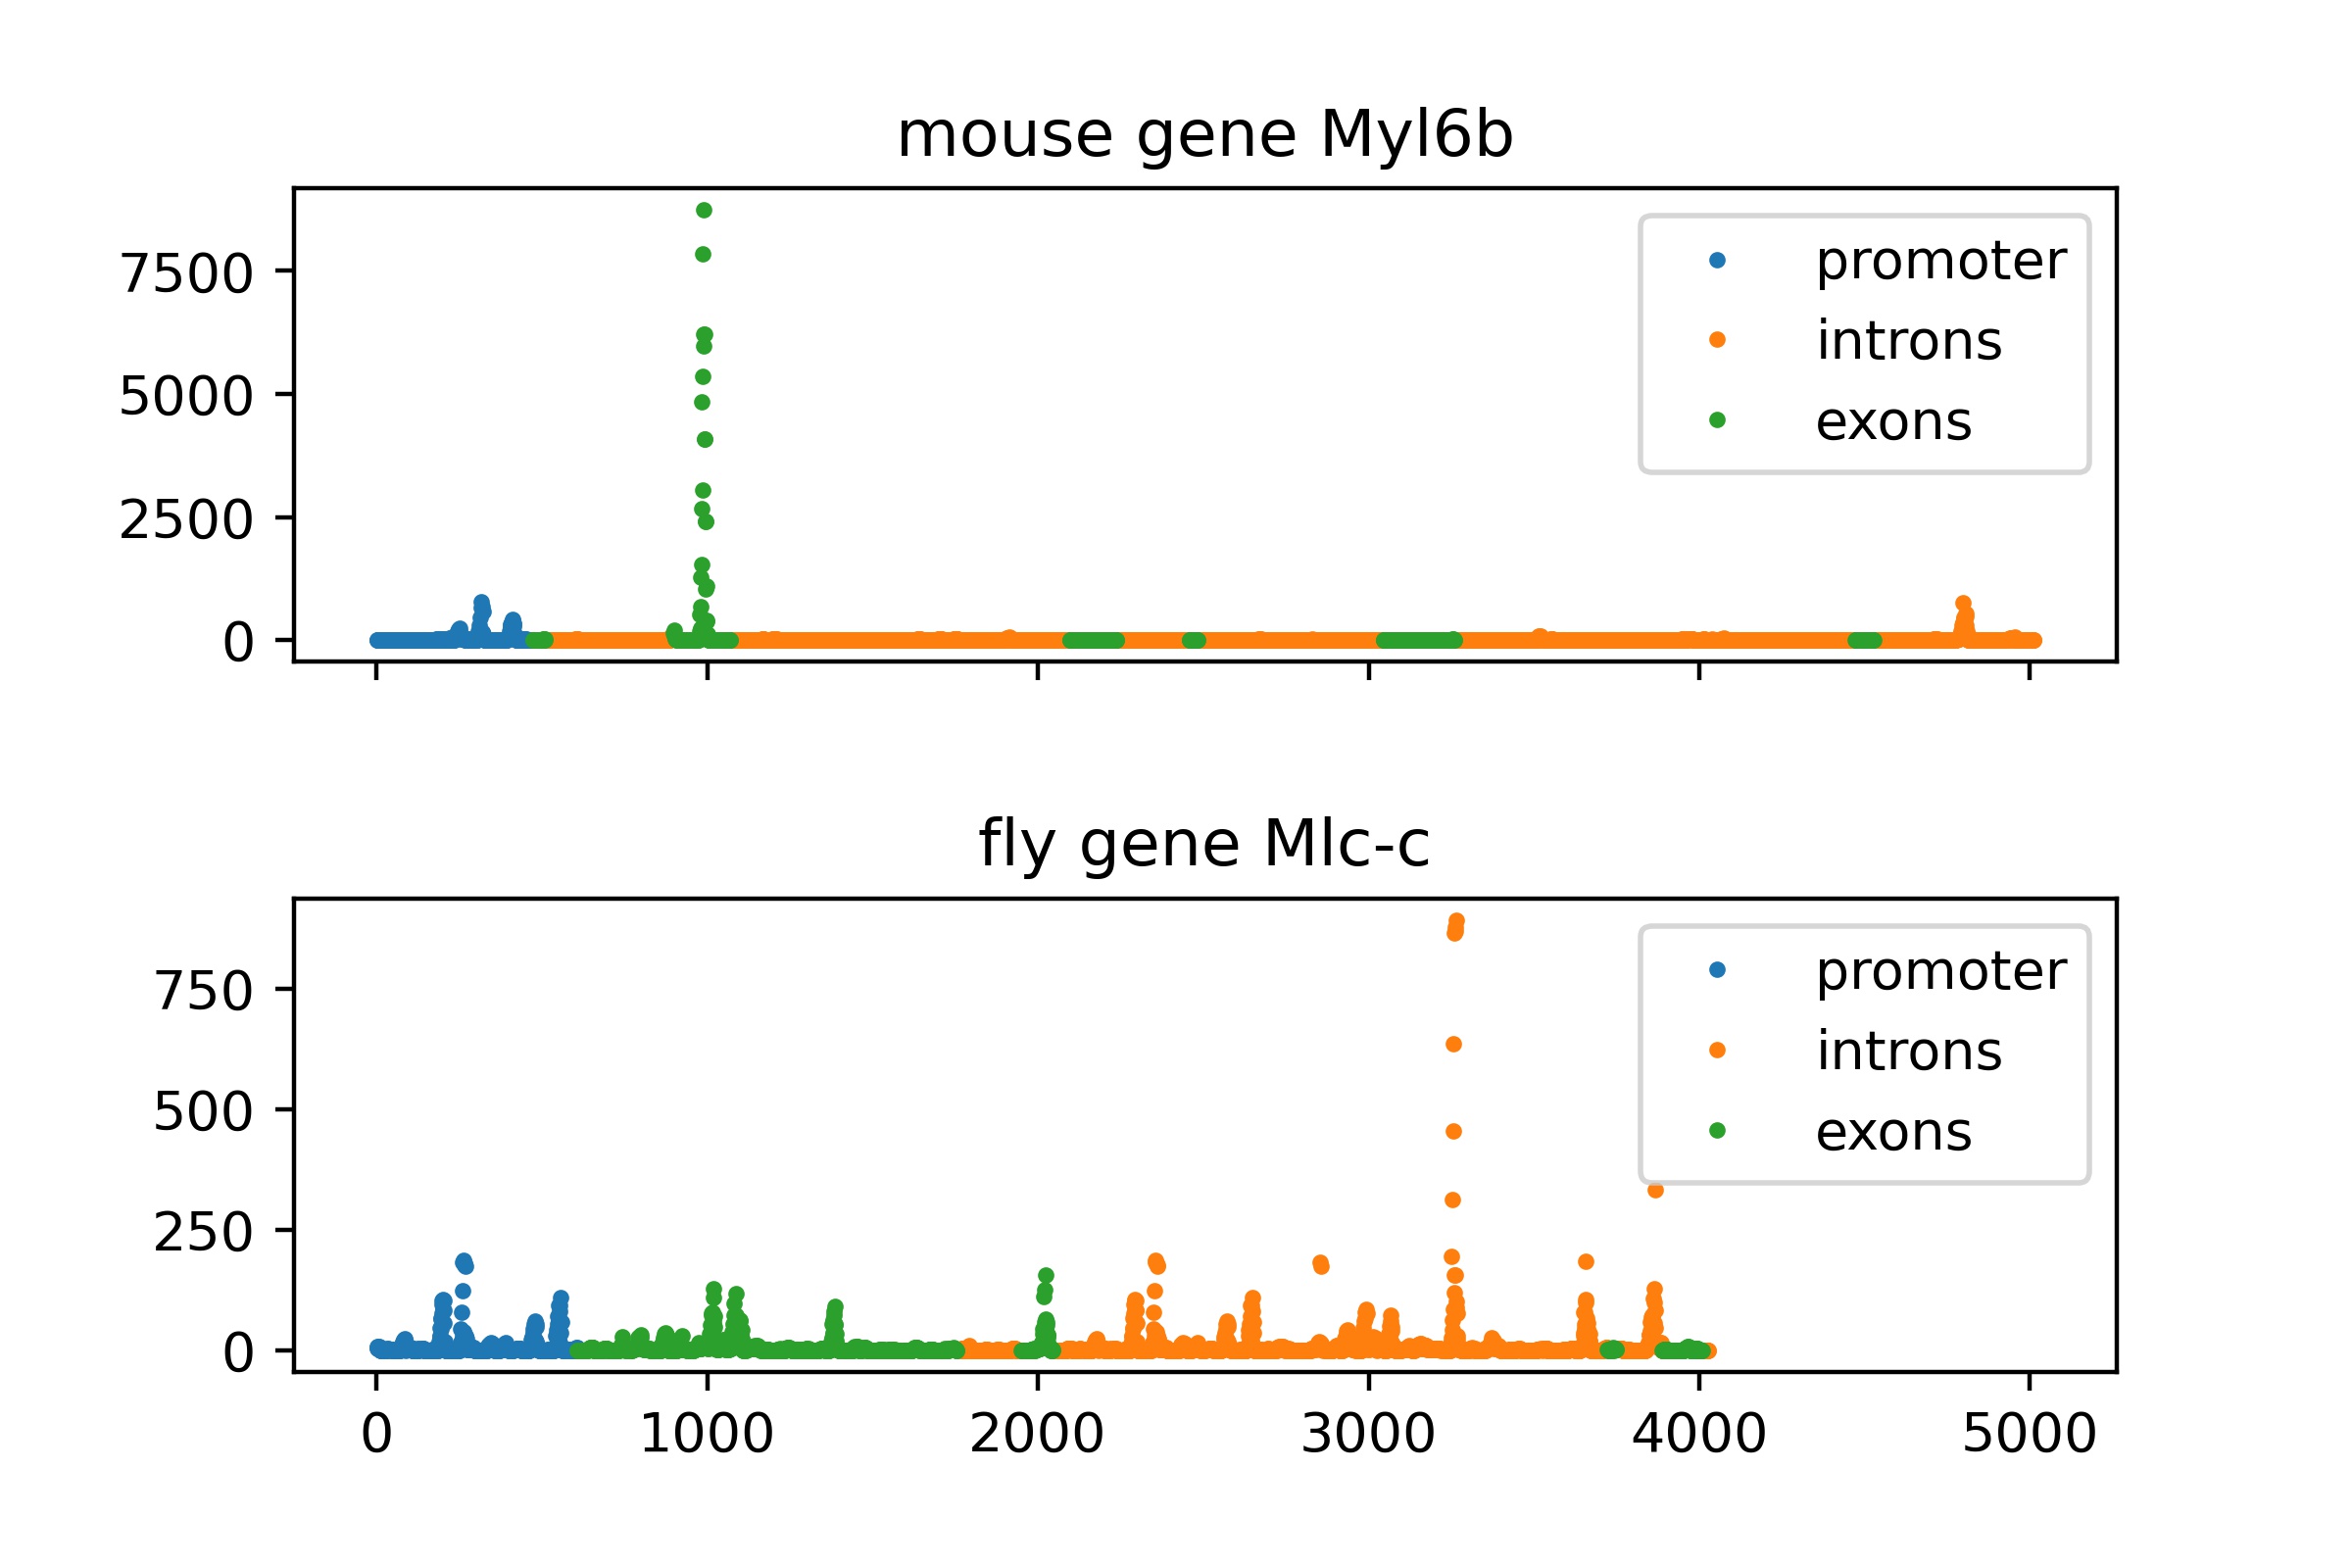 mouse gene Myl6b
7500
5000
2500
0
promoter
introns
exons
fly gene Mlc-c
750
500
250
0
promoter
introns
exons
0 1000 2000 3000 4000 5000